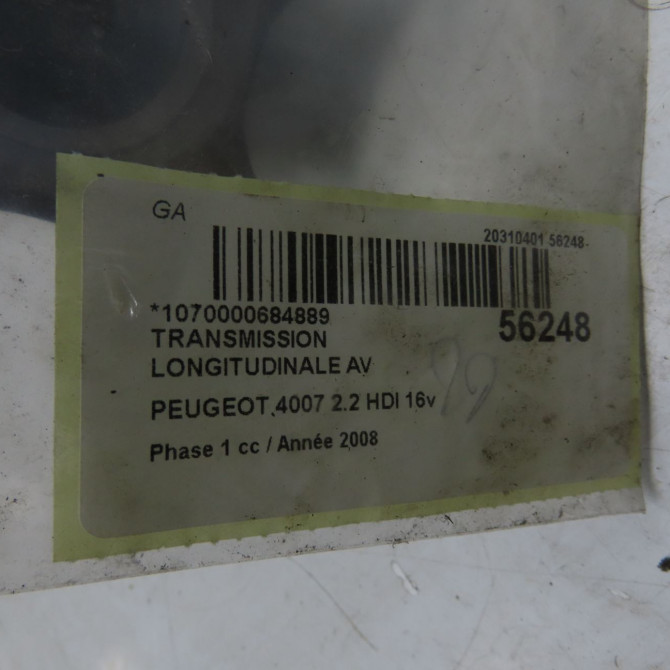 GA
20310401 56248-
*1070000684889
56248
TRANSMISSION
LONGITUDINALE AV
PEUGEOT 4007 2.2 HDI 16v
Phase 1 cc / Année 2008